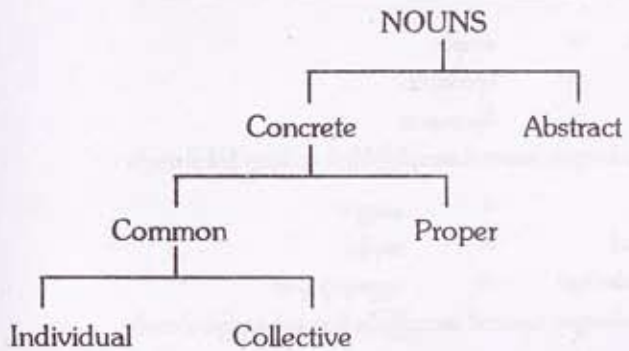 NOUNS
Concrete Abstract
Common Proper
Individual Collective